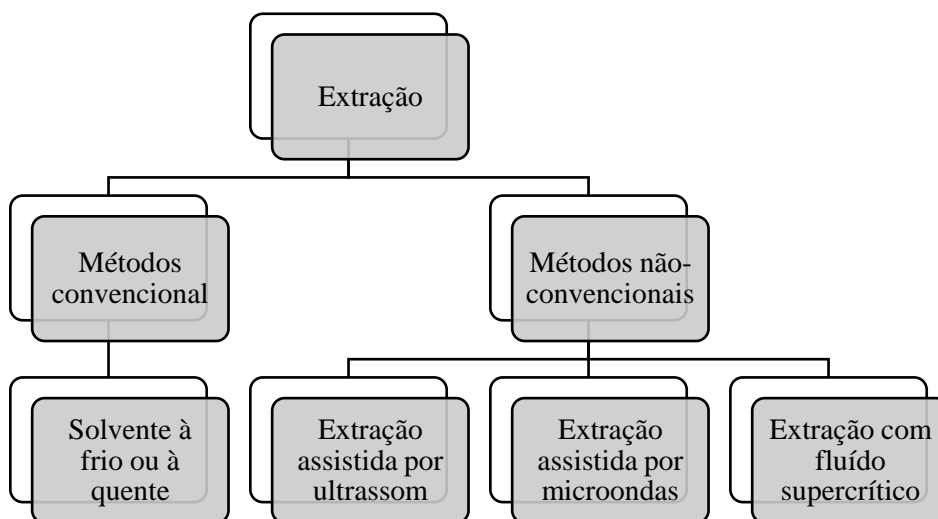 Extração
Métodos
convencional
Métodos não-
convencionais
Solvente à
frio ou à
quente
Extração
assistida por
ultrassom
Extração
assistida por
microondas
Extração com
fluído
supercrítico